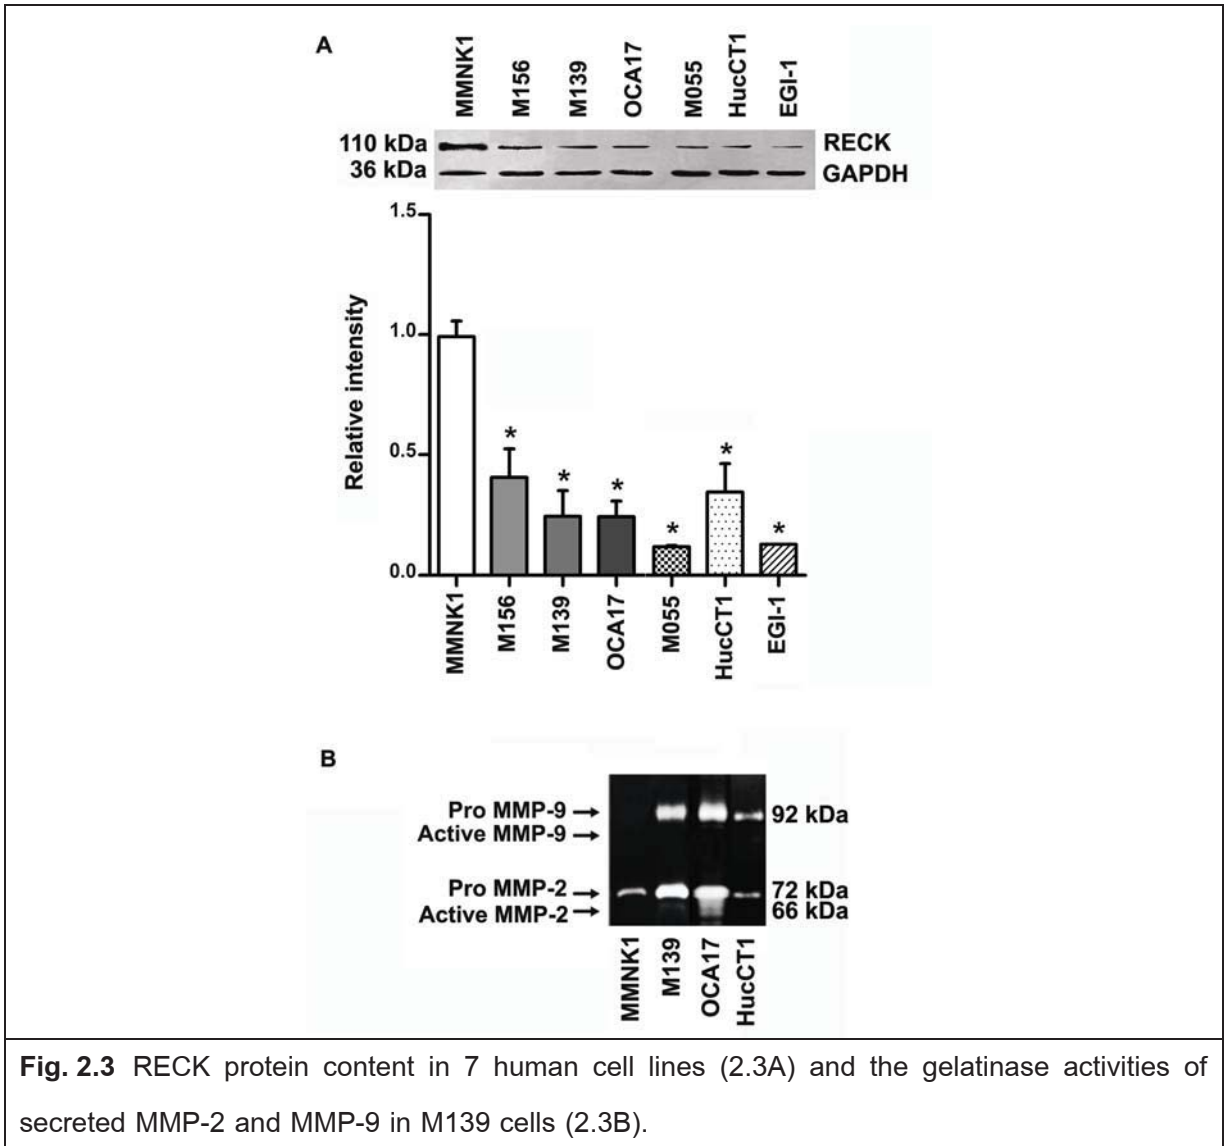 A
MMNK1 M156 M139 OCA17 M055 HucCT1 EGI-1
110 kDa RECK
36 kDa GAPDH
1.5
1.0
0.5
0.0
Relative intensity
* * * * * *
MMNK1 M156 M139 OCA17 M055 HucCT1 EGI-1
B
Pro MMP-9 → 92 kDa
Active MMP-9 →
Pro MMP-2 → 72 kDa
Active MMP-2 → 66 kDa
MMNK1 M139 OCA17 HucCT1
Fig. 2.3 RECK protein content in 7 human cell lines (2.3A) and the gelatinase activities of
secreted MMP-2 and MMP-9 in M139 cells (2.3B).